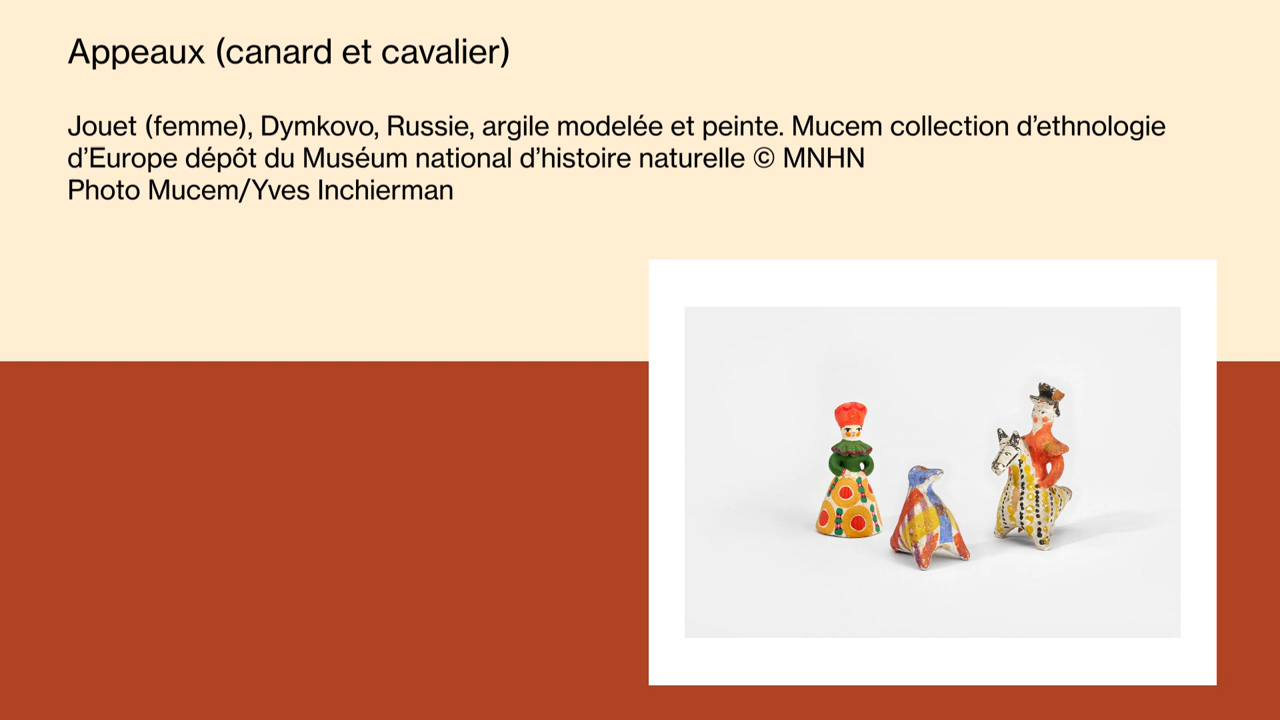 Appeaux (canard et cavalier)
Jouet (femme), Dymkovo, Russie, argile modelée et peinte. Mucem collection d’ethnologie
d’Europe dépôt du Muséum national d’histoire naturelle © MNHN
Photo Mucem/Yves Inchierman